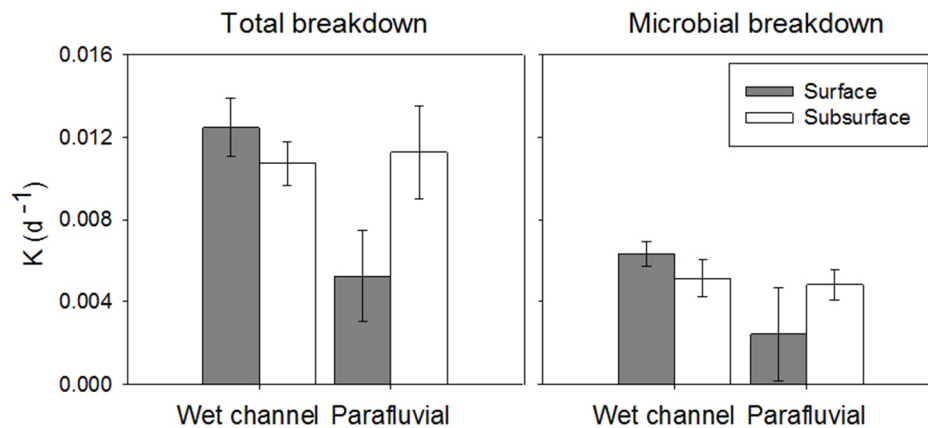 Total breakdown
Microbial breakdown
0.016
0.012
0.008
0.004
0.000
K (d⁻¹)
Surface
Subsurface
Wet channel Parafluvial
Wet channel Parafluvial